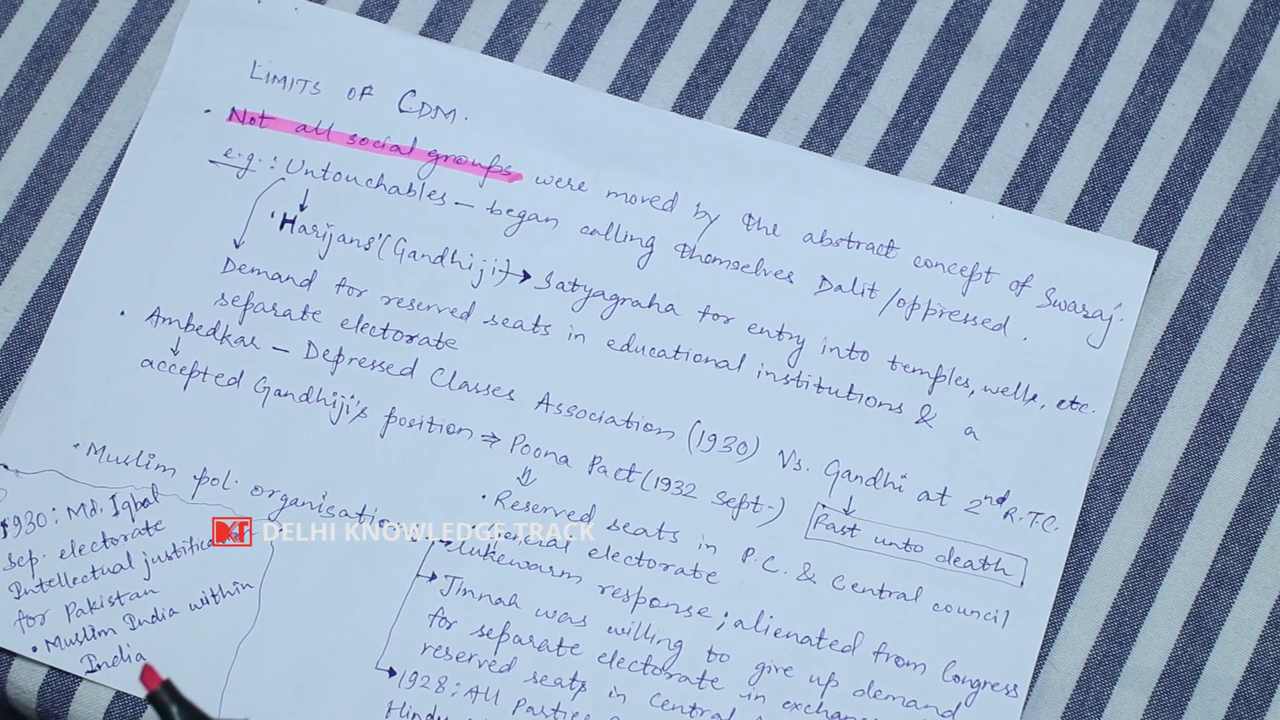 LIMITS OF CDM.
• Not all social groups were moved by the abstract concept of Swaraj.
e.g.: Untouchables – began calling themselves Dalit/oppressed.
'Harijans' (Gandhiji) → Satyagraha for entry into temples, wells, etc.
Demand for reserved seats in educational institutions & a
separate electorate
• Ambedkar – Depressed Classes Association (1930) Vs. Gandhi at 2nd R.T.C.
accepted Gandhiji's position ⇒ Poona Pact (1932 Sept.)
Fast unto death
• Reserved seats in P.C. & Central council
electorate
• Muslim pol. organisation
lukewarm response; alienated from Congress
→ Jinnah was willing to give up demand
for separate electorate in exchange
reserved seats in Central
→ 1928: All Parties
Hindu
1930: Md. Iqbal
Sep. electorate
Intellectual
for Pakistan
• Muslim India within
India
DELHI KNOWLEDGE TRACK